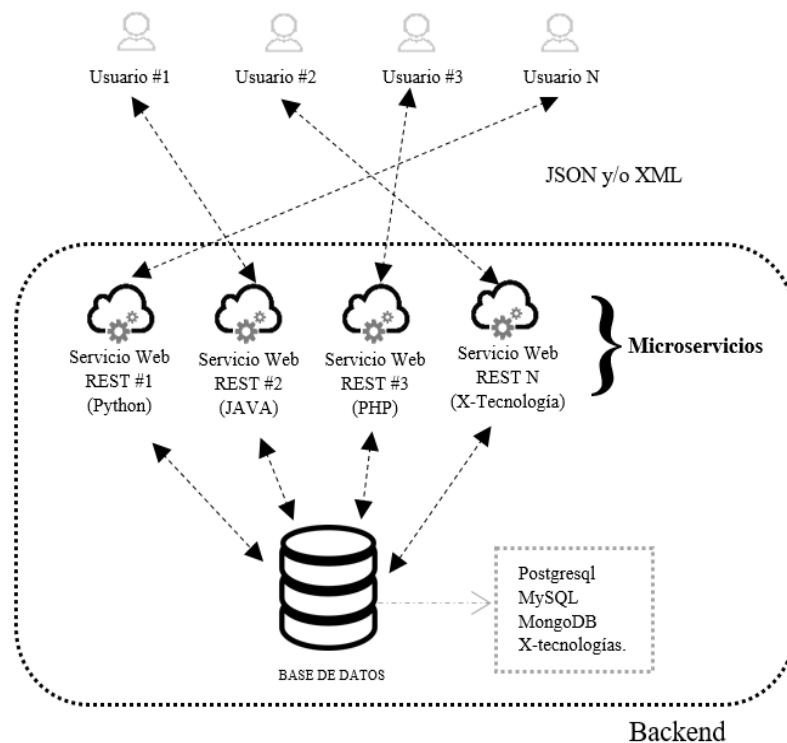 Usuario #1
Usuario #2
Usuario #3
Usuario N
JSON y/o XML
Servicio Web
REST #1
(Python)
Servicio Web
REST #2
(JAVA)
Servicio Web
REST #3
(PHP)
Servicio Web
REST N
(X-Tecnología)
Microservicios
Postgresql
MySQL
MongoDB
X-tecnologías.
BASE DE DATOS
Backend